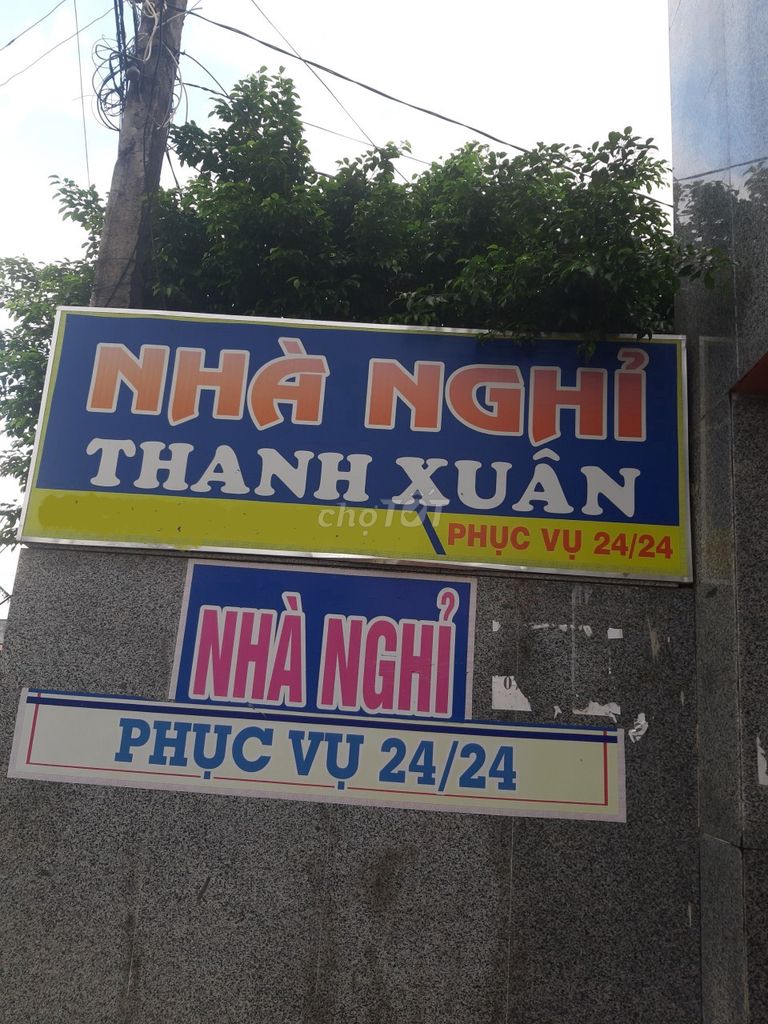 NHÀ NGHỈ
THANH XUÂN
chợTỐT
PHỤC VỤ 24/24
NHÀ NGHỈ
PHỤC VỤ 24/24